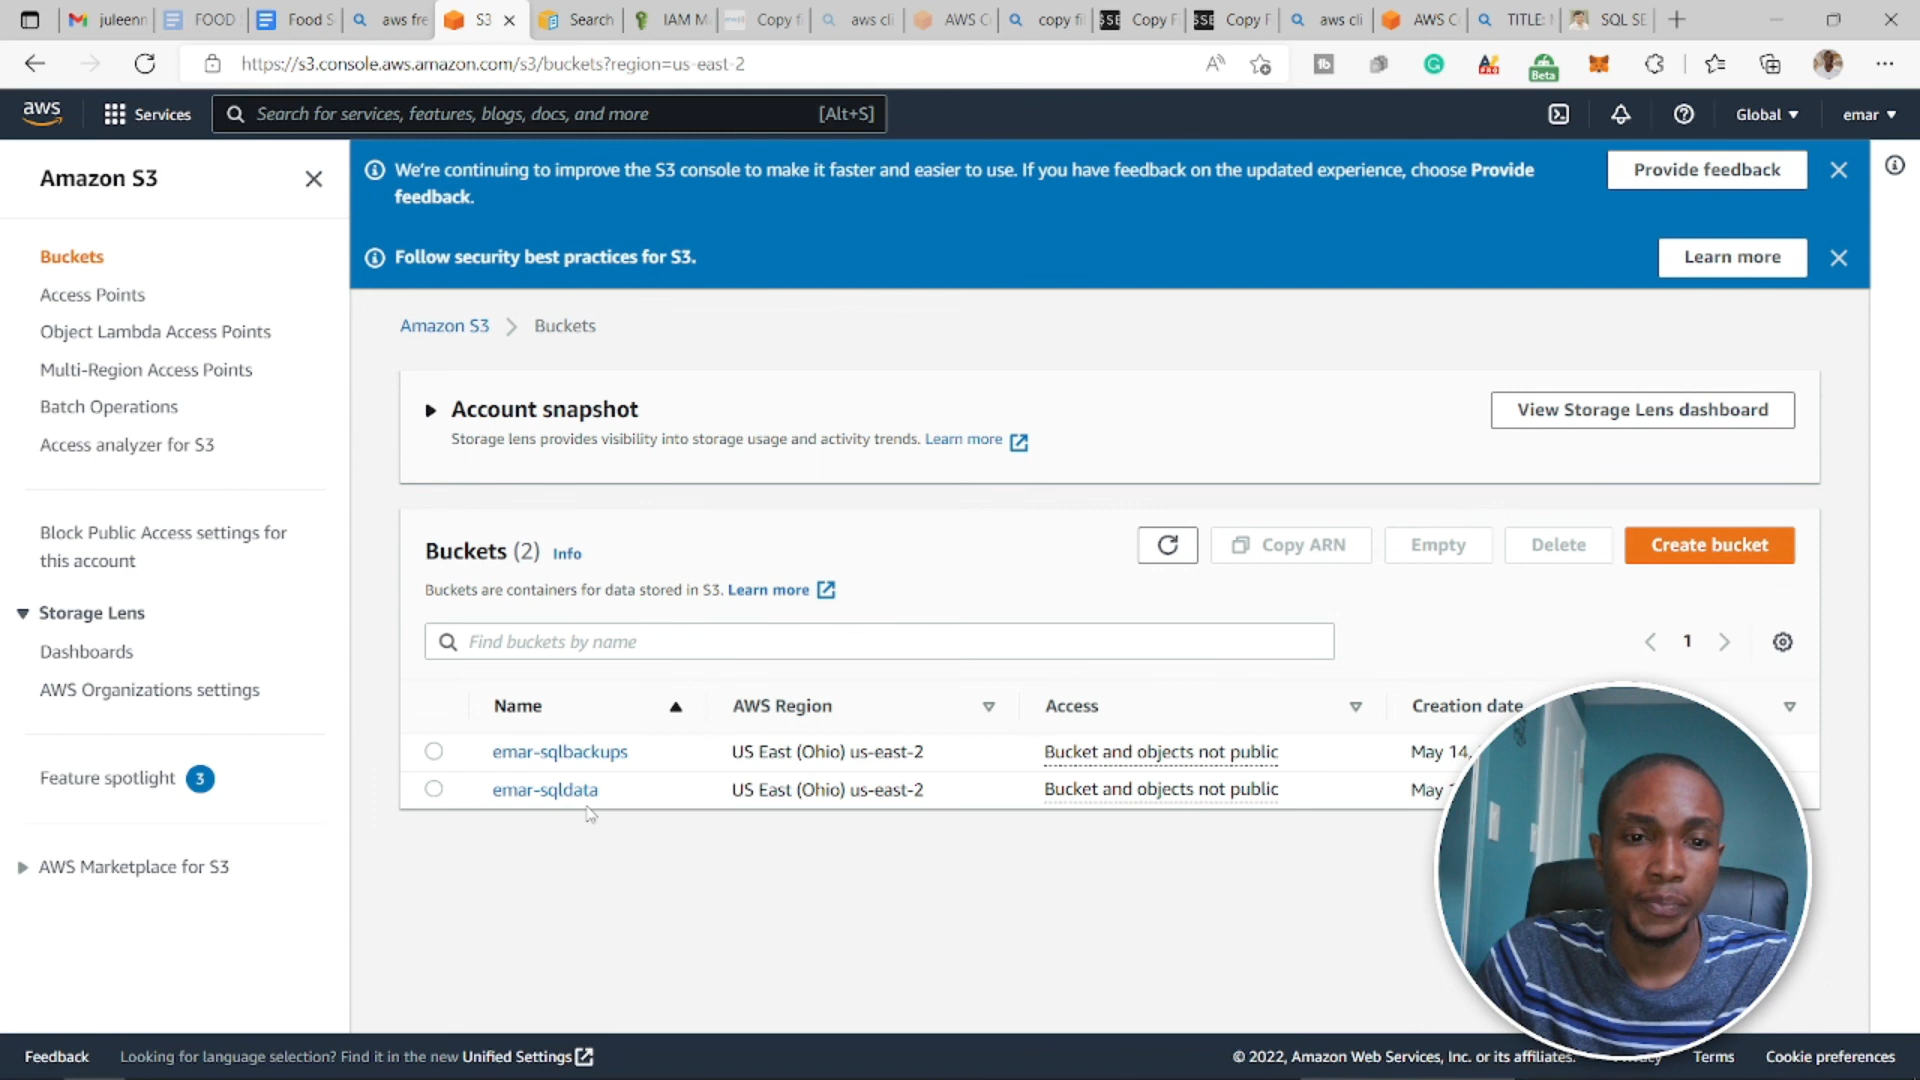 juleenn
FOOD
Food S
aws fre
S3
Search
IAM M
Copy fi
aws cli
AWS C
copy fil
Copy F
Copy F
aws cli
AWS C
TITLE:
SQL SE
https://s3.console.aws.amazon.com/s3/buckets?region=us-east-2
Beta
aws
Services
Search for services, features, blogs, docs, and more
[Alt+S]
Global
emar
Amazon S3
Buckets
Access Points
Object Lambda Access Points
Multi-Region Access Points
Batch Operations
Access analyzer for S3
Block Public Access settings for
this account
Storage Lens
Dashboards
AWS Organizations settings
Feature spotlight 3
AWS Marketplace for S3
We're continuing to improve the S3 console to make it faster and easier to use. If you have feedback on the updated experience, choose Provide
feedback.
Provide feedback
Follow security best practices for S3.
Learn more
Amazon S3 > Buckets
Account snapshot
Storage lens provides visibility into storage usage and activity trends. Learn more
View Storage Lens dashboard
Buckets (2) Info
Copy ARN
Empty
Delete
Create bucket
Buckets are containers for data stored in S3. Learn more
Find buckets by name
1
Name AWS Region Access Creation date
emar-sqlbackups US East (Ohio) us-east-2 Bucket and objects not public May 14,
emar-sqldata US East (Ohio) us-east-2 Bucket and objects not public May
Feedback
Looking for language selection? Find it in the new Unified Settings
© 2022, Amazon Web Services, Inc. or its affiliates.
Terms
Cookie preferences